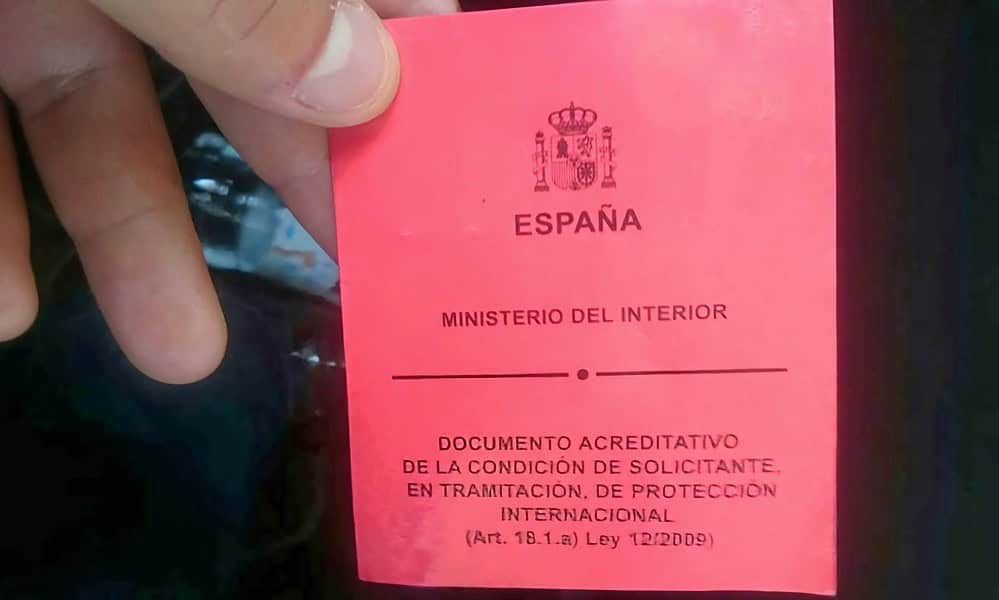 ESPAÑA
MINISTERIO DEL INTERIOR
DOCUMENTO ACREDITATIVO
DE LA CONDICIÓN DE SOLICITANTE,
EN TRAMITACIÓN, DE PROTECCIÓN
INTERNACIONAL
(Art. 18.1.a) Ley 12/2009)